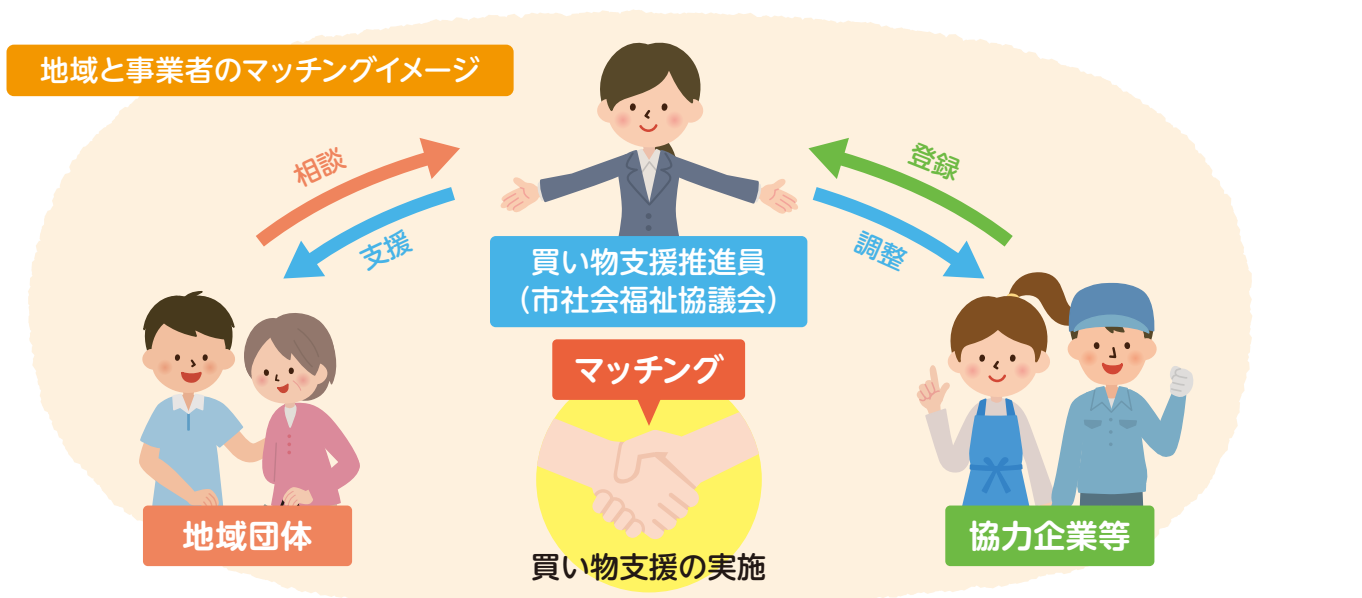 地域と事業者のマッチングイメージ
相談
支援
登録
調整
買い物支援推進員
（市社会福祉協議会）
マッチング
地域団体
協力企業等
買い物支援の実施